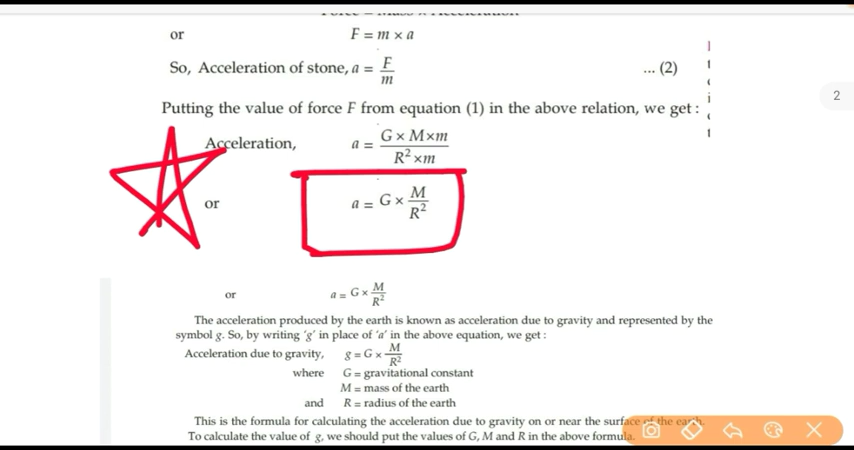 or F = m × a
So, Acceleration of stone, a = F/m ... (2)
Putting the value of force F from equation (1) in the above relation, we get :
Acceleration, a = G × M × m / R² × m
or a = G × M/R²
or a = G × M/R²
The acceleration produced by the earth is known as acceleration due to gravity and represented by the
symbol g. So, by writing 'g' in place of 'a' in the above equation, we get :
Acceleration due to gravity, g = G × M/R²
where G = gravitational constant
M = mass of the earth
and R = radius of the earth
This is the formula for calculating the acceleration due to gravity on or near the surface of the earth.
To calculate the value of g, we should put the values of G, M and R in the above formula.
2